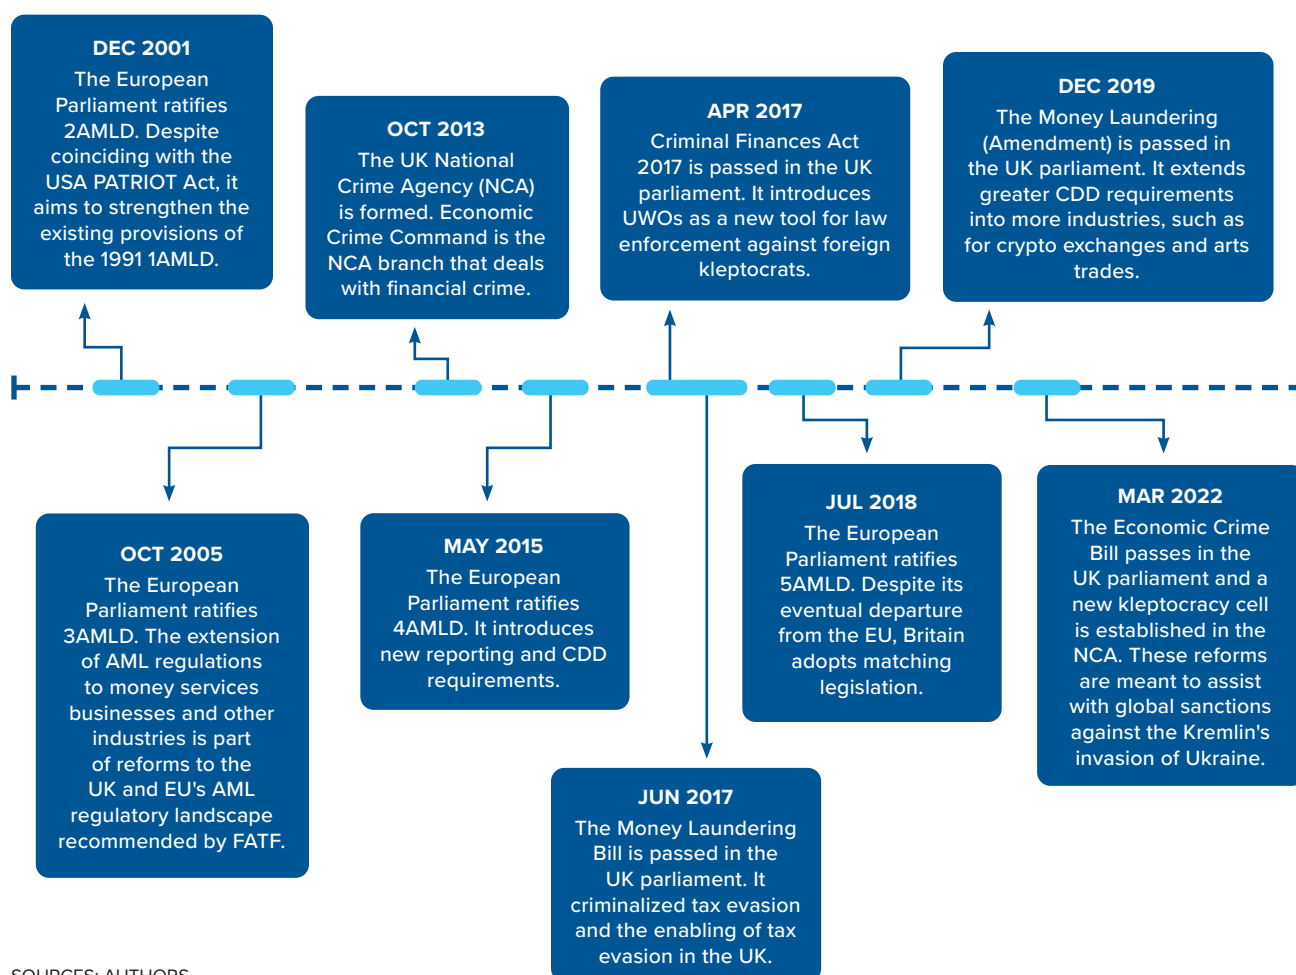 DEC 2001
The European
Parliament ratifies
2AMLD. Despite
coinciding with the
USA PATRIOT Act, it
aims to strengthen the
existing provisions of
the 1991 1AMLD.
OCT 2013
The UK National
Crime Agency (NCA)
is formed. Economic
Crime Command is the
NCA branch that deals
with financial crime.
APR 2017
Criminal Finances Act
2017 is passed in the UK
parliament. It introduces
UWOs as a new tool for law
enforcement against foreign
kleptocrats.
DEC 2019
The Money Laundering
(Amendment) is passed in
the UK parliament. It extends
greater CDD requirements
into more industries, such as
for crypto exchanges and arts
trades.
OCT 2005
The European
Parliament ratifies
3AMLD. The extension
of AML regulations
to money services
businesses and other
industries is part
of reforms to the
UK and EU's AML
regulatory landscape
recommended by FATF.
MAY 2015
The European
Parliament ratifies
4AMLD. It introduces
new reporting and CDD
requirements.
JUN 2017
The Money Laundering
Bill is passed in the
UK parliament. It
criminalized tax evasion
and the enabling of tax
evasion in the UK.
JUL 2018
The European
Parliament ratifies
5AMLD. Despite its
eventual departure
from the EU, Britain
adopts matching
legislation.
MAR 2022
The Economic Crime
Bill passes in the
UK parliament and a
new kleptocracy cell
is established in the
NCA. These reforms
are meant to assist
with global sanctions
against the Kremlin's
invasion of Ukraine.
SOURCES: AUTHORS